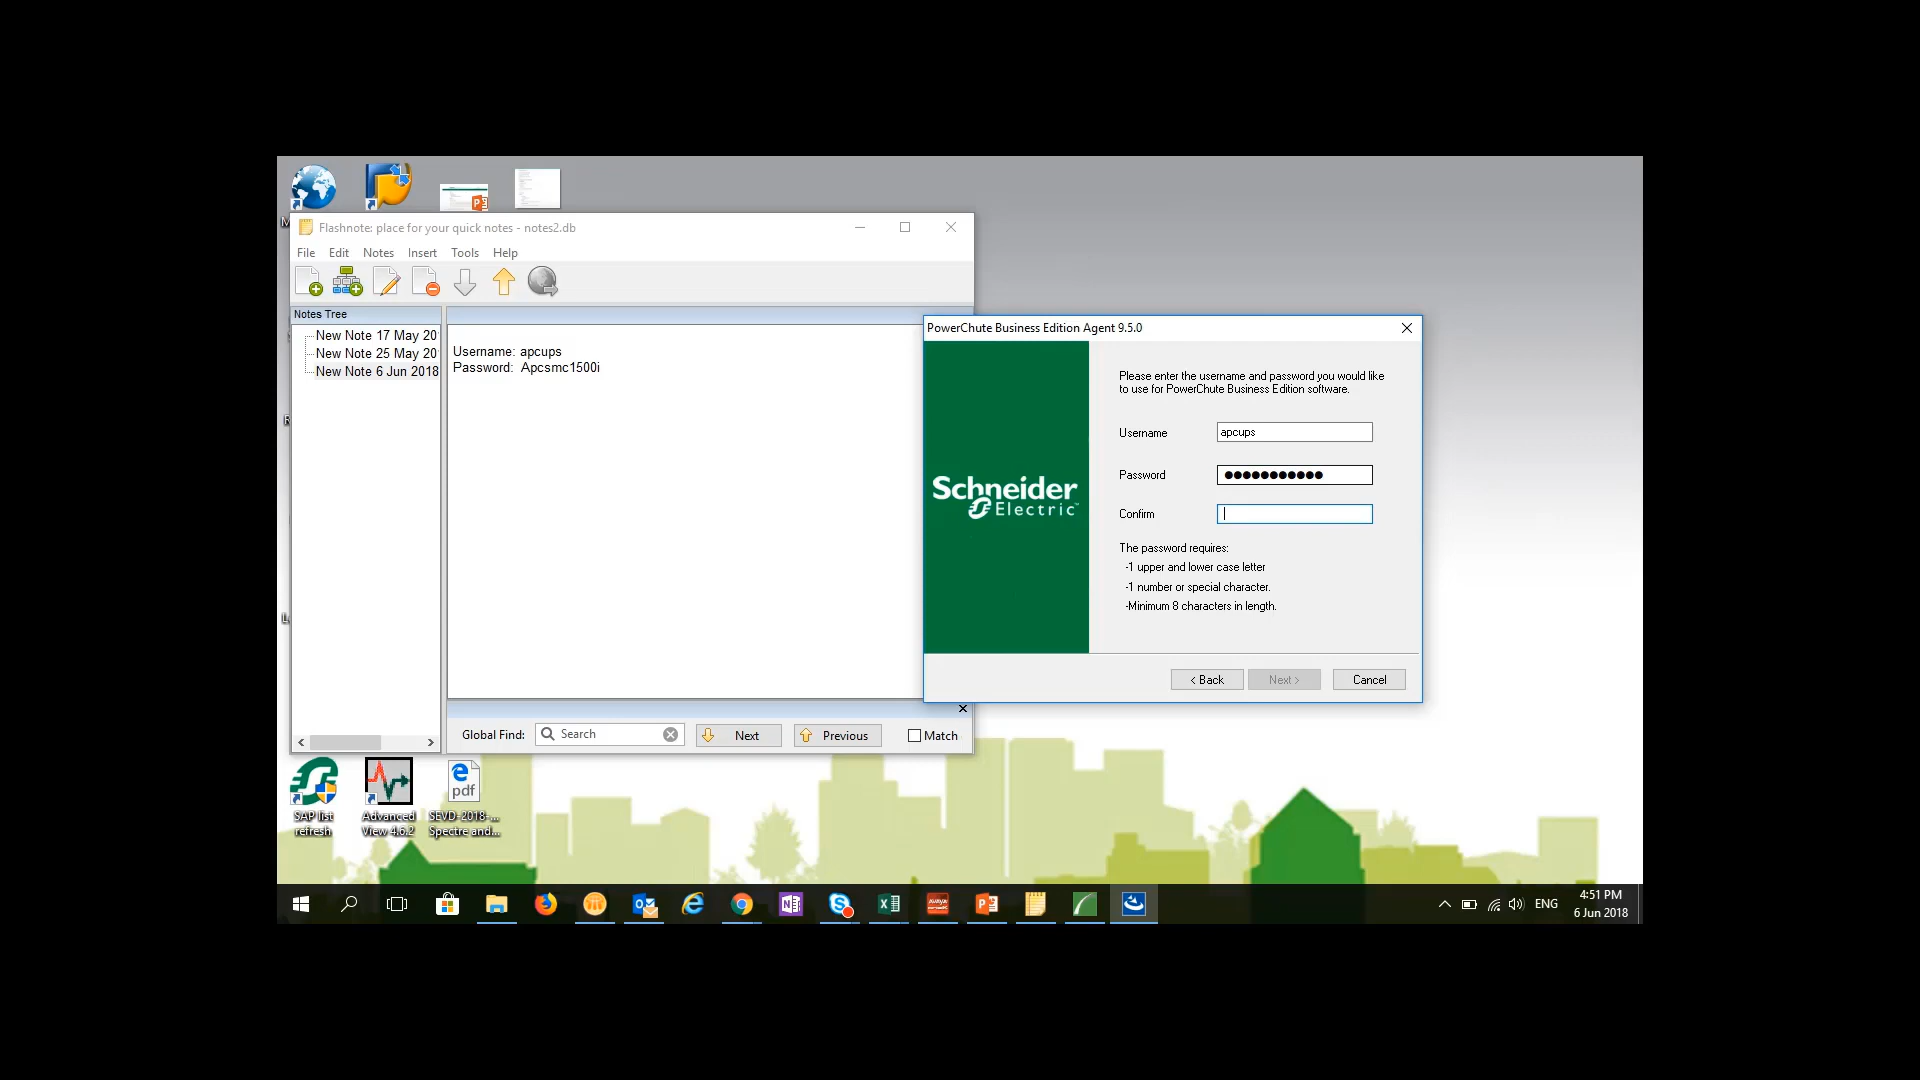 Flashnote: place for your quick notes - notes2.db
File Edit Notes Insert Tools Help
Notes Tree
New Note 17 May 20
New Note 25 May 20
New Note 6 Jun 2018
Username: apcups
Password: Apcsmc1500i
Global Find: Search Next Previous Match
PowerChute Business Edition Agent 9.5.0
Schneider
Electric
Please enter the username and password you would like
to use for PowerChute Business Edition software.
Username apcups
Password ●●●●●●●●●●●
Confirm
The password requires:
-1 upper and lower case letter
-1 number or special character.
-Minimum 8 characters in length.
< Back Next > Cancel
pdf
SAP list
refresh
Advanced
View 4.6.2
SEVD-2018-...
Spectre and...
ENG
4:51 PM
6 Jun 2018